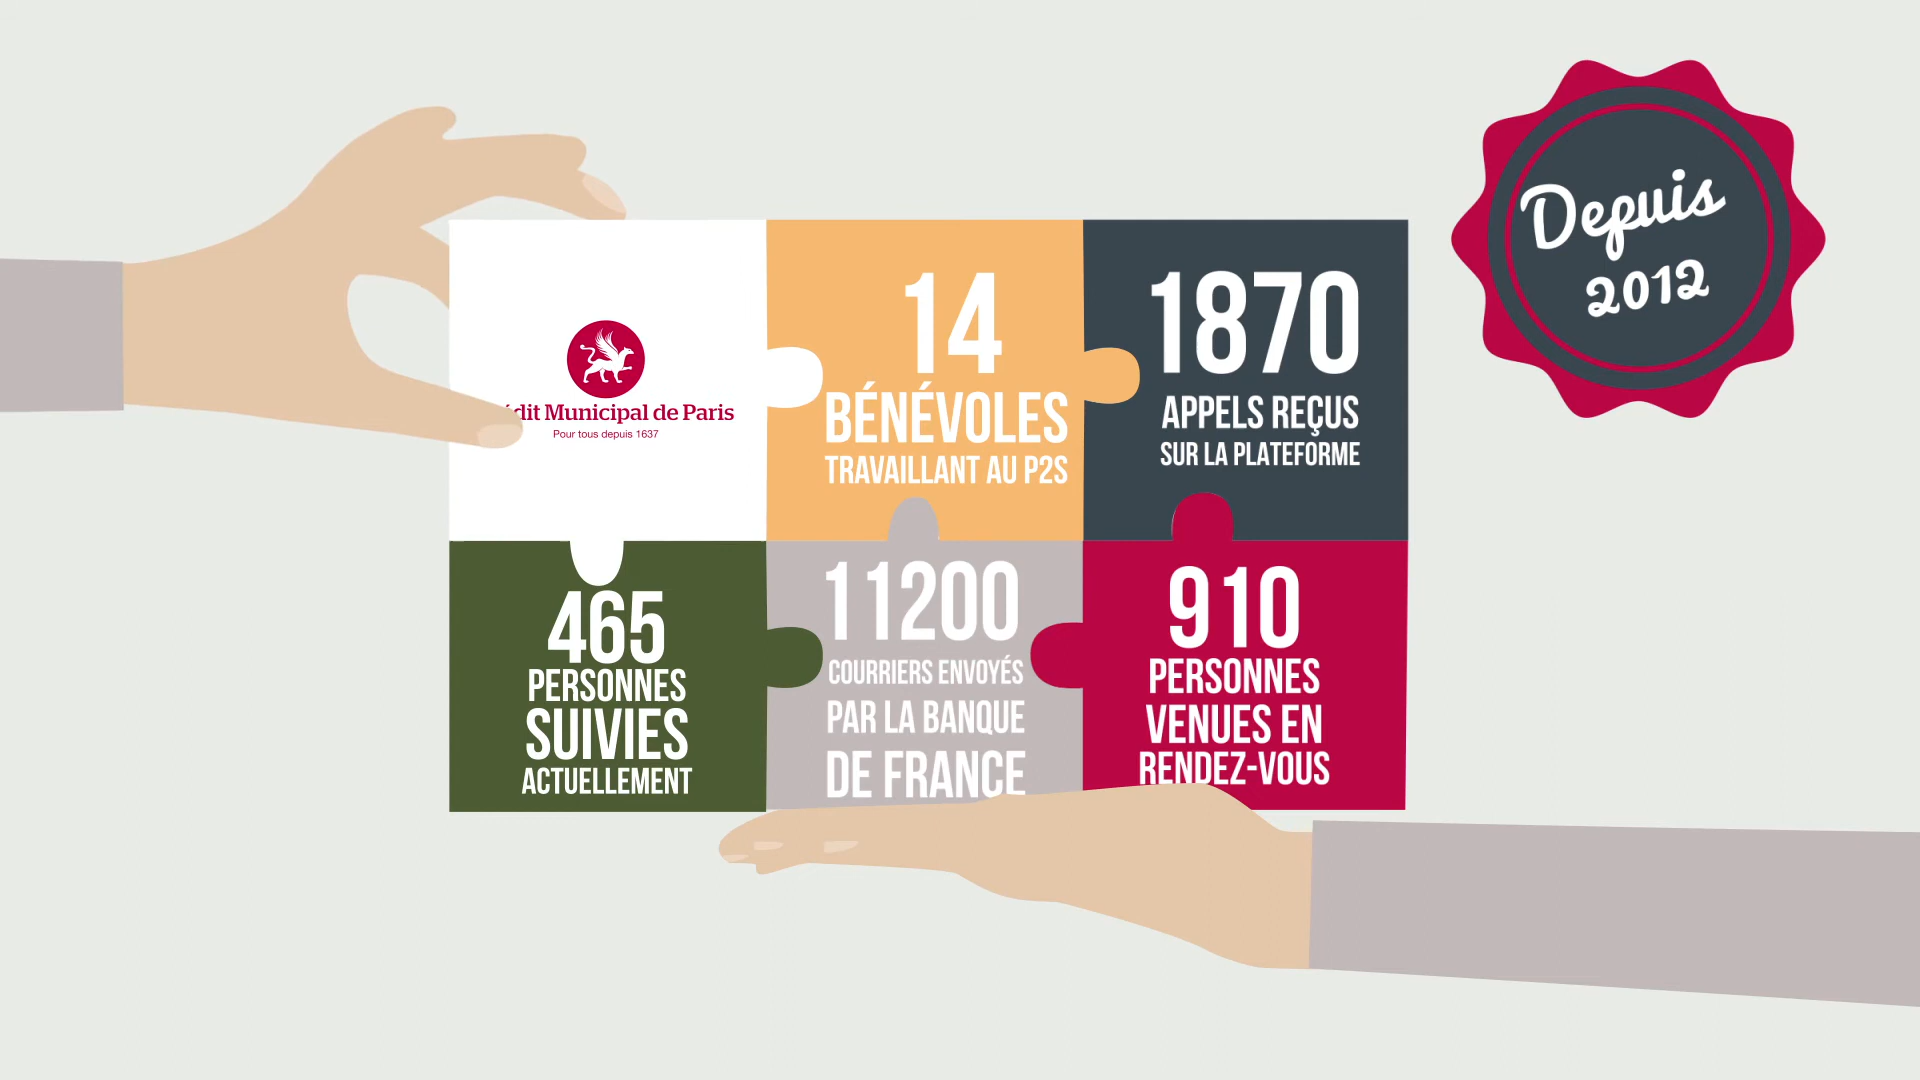 dit Municipal de Paris
Pour tous depuis 1637
14
BÉNÉVOLES
TRAVAILLANT AU P2S
1870
APPELS REÇUS
SUR LA PLATEFORME
Depuis
2012
465
PERSONNES
SUIVIES
ACTUELLEMENT
11200
COURRIERS ENVOYÉS
PAR LA BANQUE
DE FRANCE
910
PERSONNES
VENUES EN
RENDEZ-VOUS